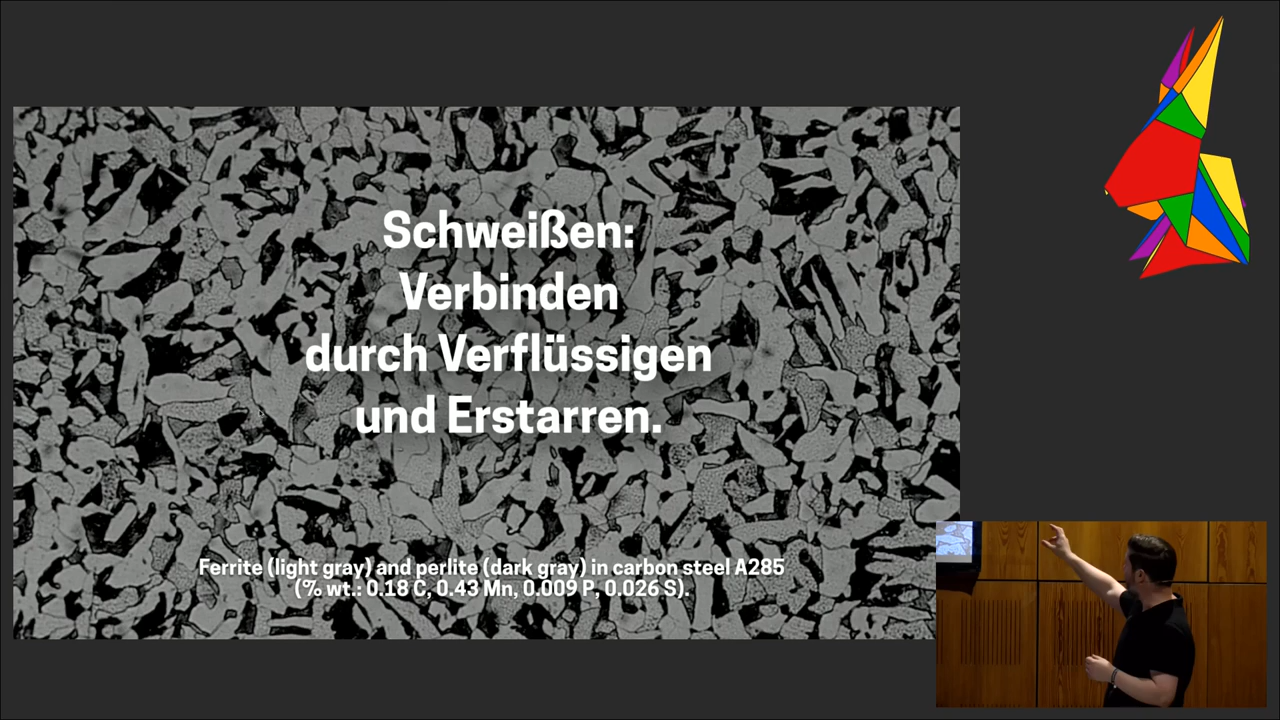 Schweißen:
Verbinden
durch Verflüssigen
und Erstarren.
Ferrite (light gray) and perlite (dark gray) in carbon steel A285
(% wt.: 0.18 C, 0.43 Mn, 0.009 P, 0.026 S).